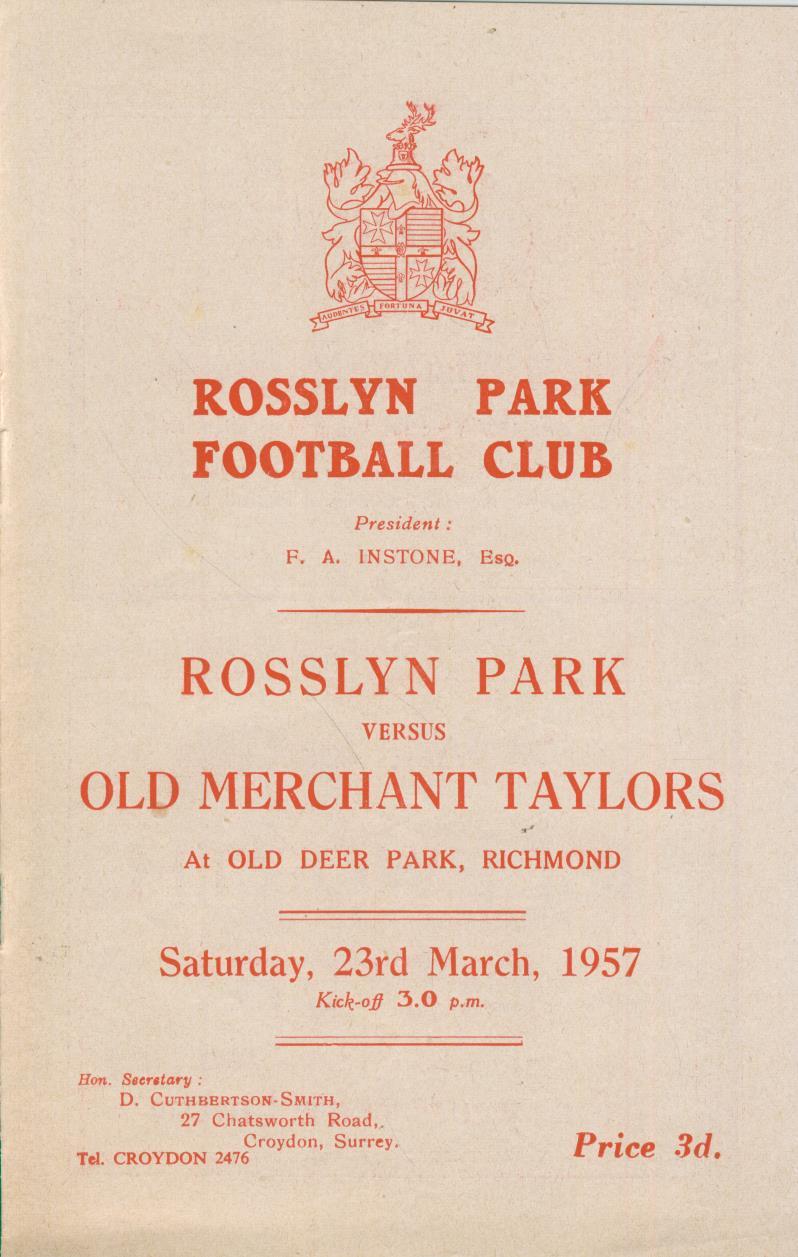 AUDENTES FORTUNA JUVAT
ROSSLYN PARK
FOOTBALL CLUB
President :
F. A. INSTONE, Esq.
ROSSLYN PARK
VERSUS
OLD MERCHANT TAYLORS
At OLD DEER PARK, RICHMOND
Saturday, 23rd March, 1957
Kick-off 3.0 p.m.
Hon. Secretary :
D. CUTHBERTSON-SMITH,
27 Chatsworth Road,
Croydon, Surrey.
Tel. CROYDON 2476
Price 3d.